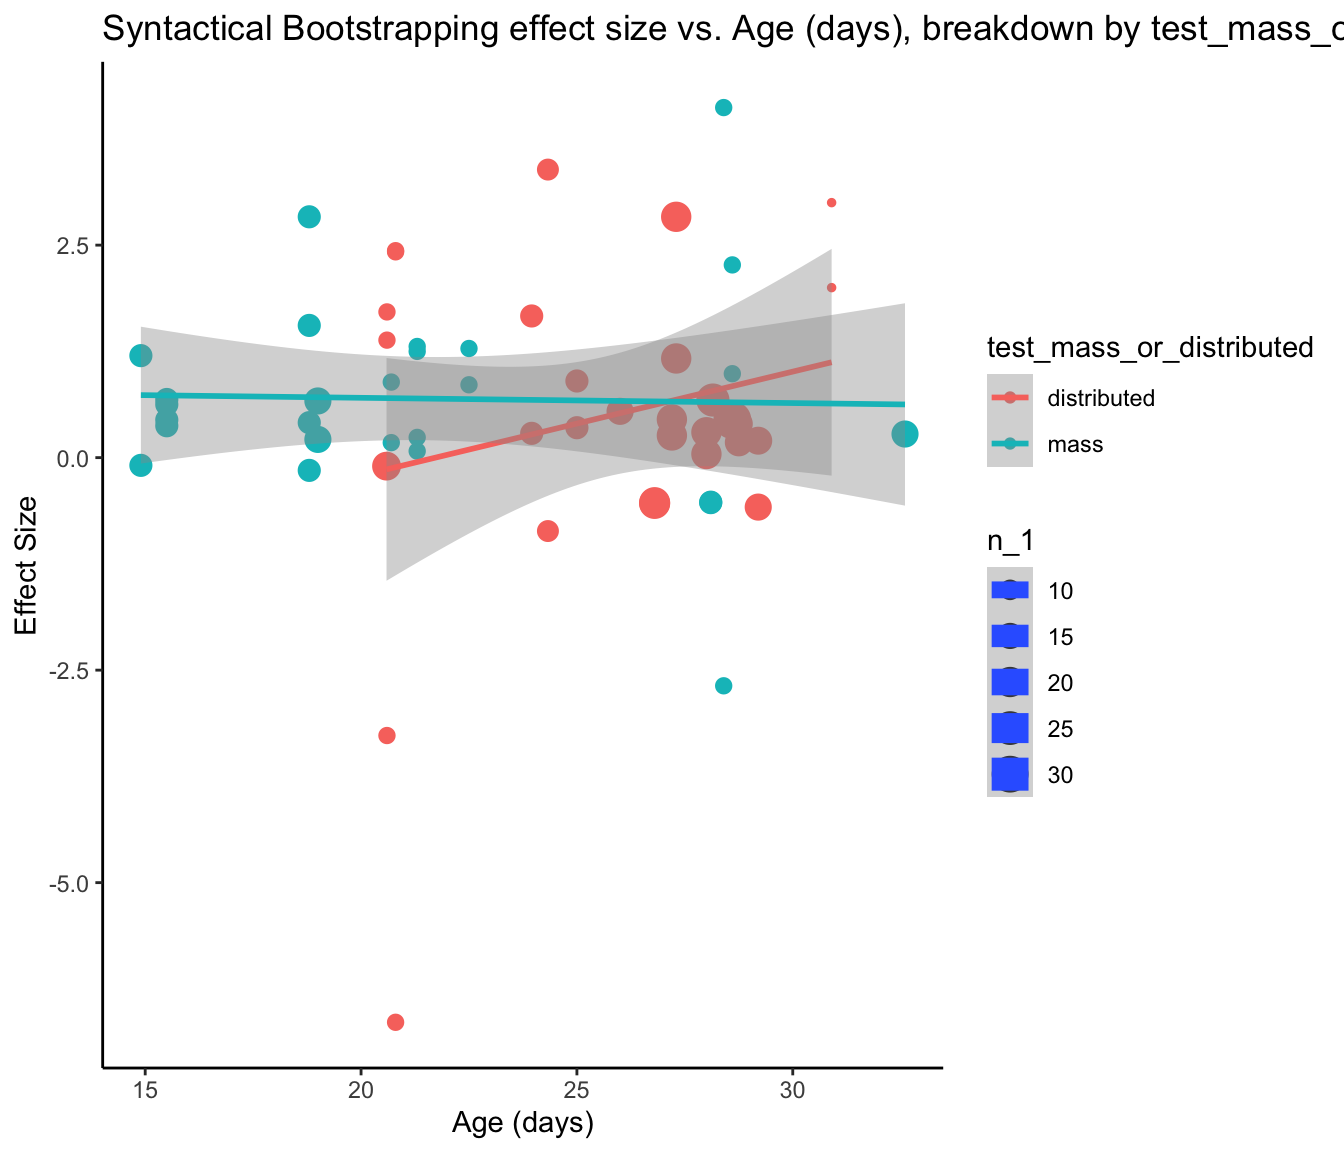 Syntactical Bootstrapping effect size vs. Age (days), breakdown by
Effect Size
2.5
0.0
-2.5
-5.0
15 20 25 30
Age (days)
test_mass_or_distributed
distributed
mass
n_1
10
15
20
25
30